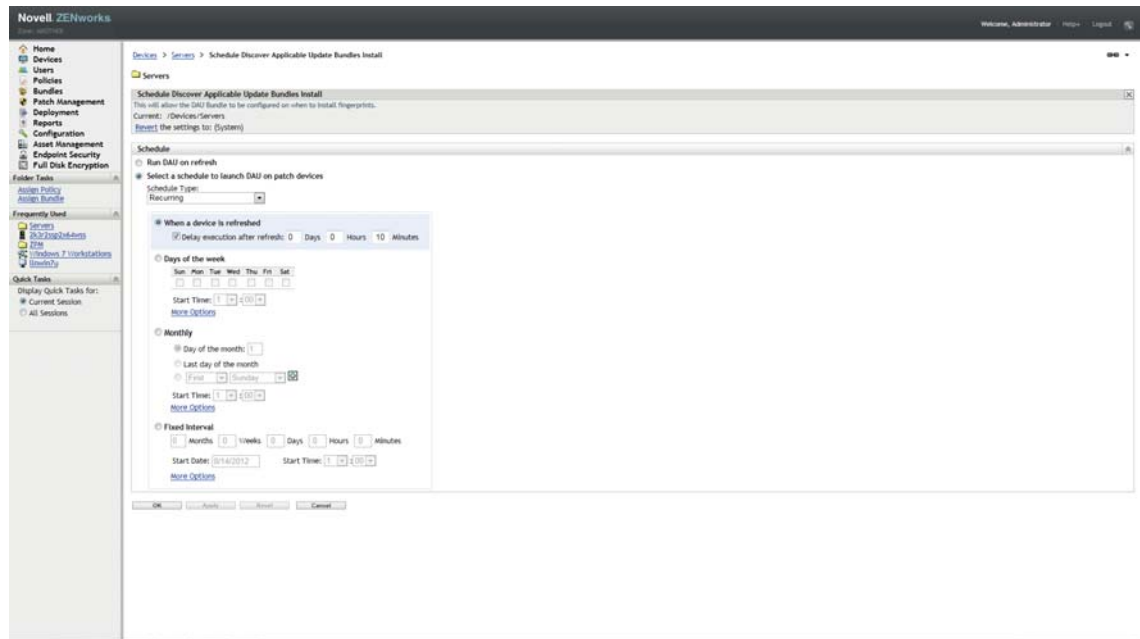 Novell ZENworks
Welcome, Administrator Help Logout
Home
Devices
Users
Policies
Bundles
Patch Management
Deployment
Reports
Configuration
Asset Management
Endpoint Security
Full Disk Encryption
Folder Tasks
Assign Policy
Assign Bundle
Frequently Used
Servers
ZPM
Windows 7 Workstations
Quick Tasks
Display Quick Tasks for:
Current Session
All Sessions
Devices > Servers > Schedule Discover Applicable Update Bundles Install
Servers
Schedule Discover Applicable Update Bundles Install
This will allow the DAU Bundle to be configured on when to install fingerprints.
Current: /Devices/Servers
Revert the settings to: (System)
Schedule
Run DAU on refresh
Select a schedule to launch DAU on patch devices
Schedule Type:
Recurring
When a device is refreshed
Delay execution after refresh: 0 Days 0 Hours 10 Minutes
Days of the week
Sun Mon Tue Wed Thu Fri Sat
Start Time: 1 : 00
More Options
Monthly
Day of the month: 1
Last day of the month
First Sunday
Start Time: 1 : 00
More Options
Fixed Interval
0 Months 0 Weeks 0 Days 0 Hours 0 Minutes
Start Date: 8/14/2012 Start Time: 1 : 00
More Options
OK Apply Reset Cancel